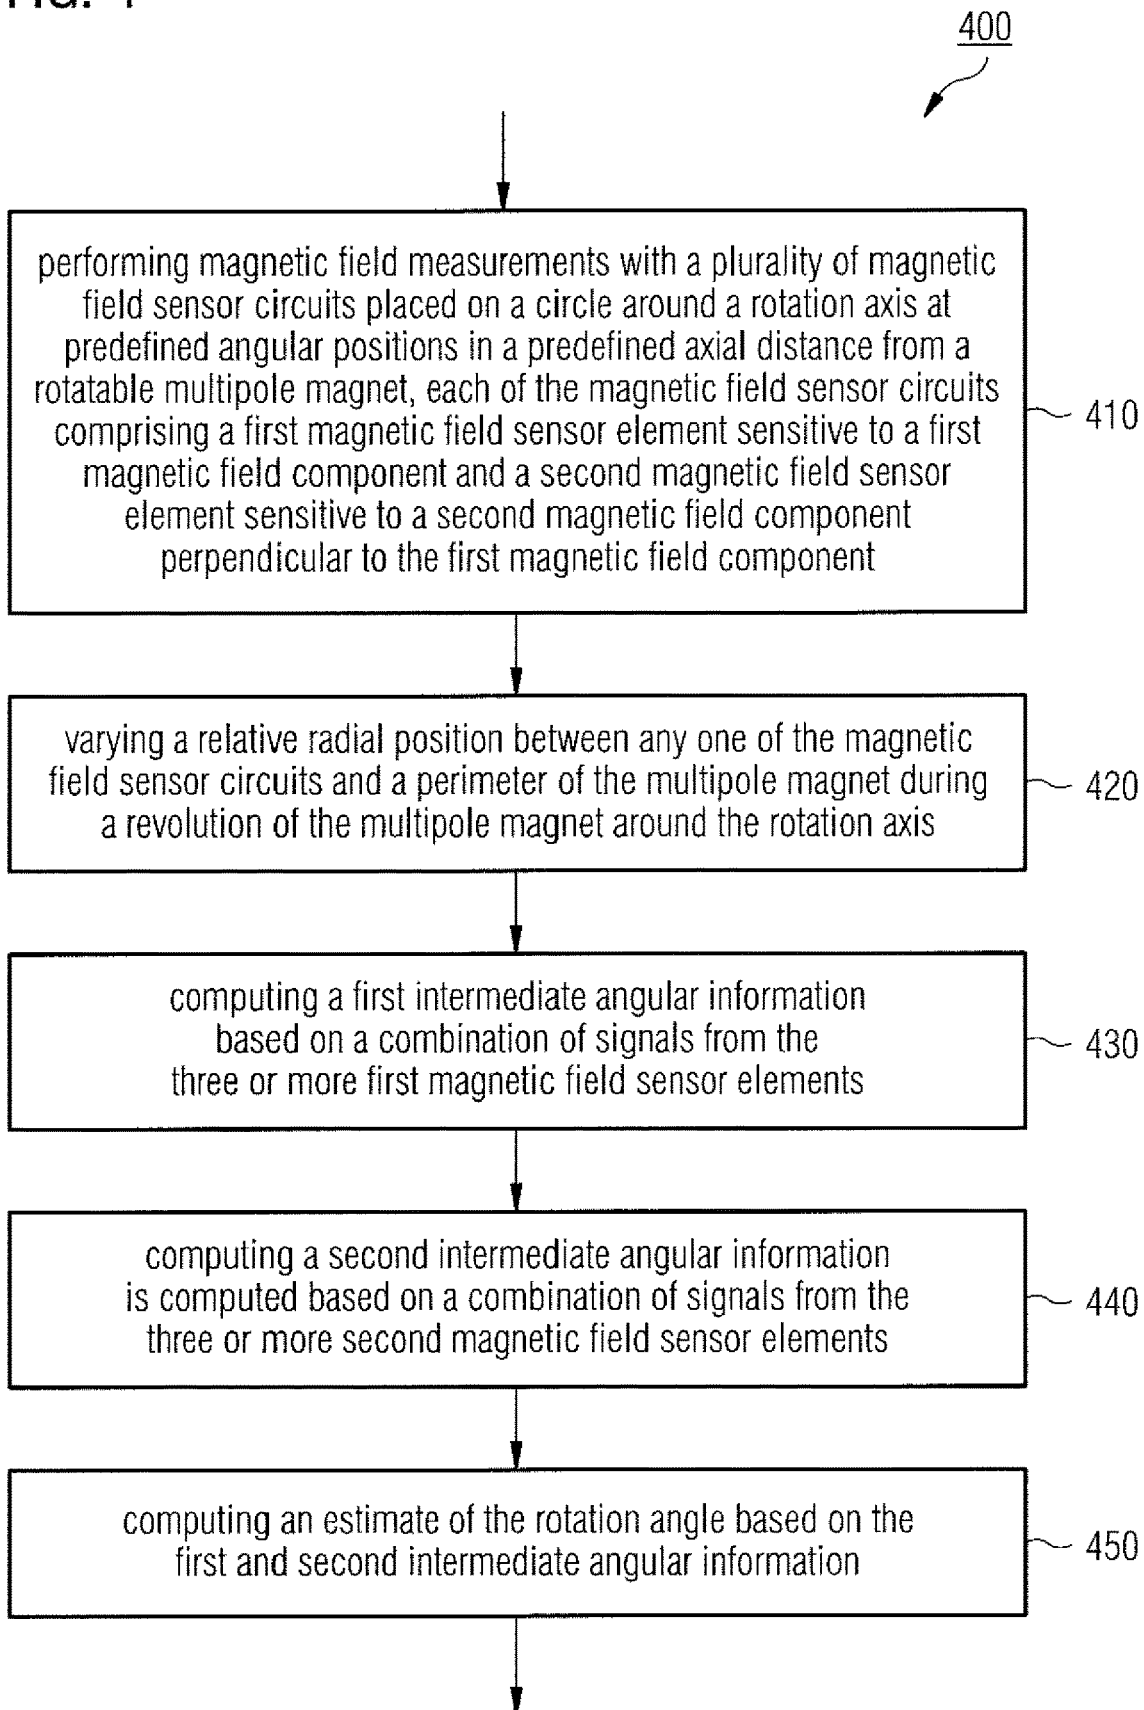 400
performing magnetic field measurements with a plurality of magnetic
field sensor circuits placed on a circle around a rotation axis at
predefined angular positions in a predefined axial distance from a
rotatable multipole magnet, each of the magnetic field sensor circuits
comprising a first magnetic field sensor element sensitive to a first
magnetic field component and a second magnetic field sensor
element sensitive to a second magnetic field component
perpendicular to the first magnetic field component
410
varying a relative radial position between any one of the magnetic
field sensor circuits and a perimeter of the multipole magnet during
a revolution of the multipole magnet around the rotation axis
420
computing a first intermediate angular information
based on a combination of signals from the
three or more first magnetic field sensor elements
430
computing a second intermediate angular information
is computed based on a combination of signals from the
three or more second magnetic field sensor elements
440
computing an estimate of the rotation angle based on the
first and second intermediate angular information
450